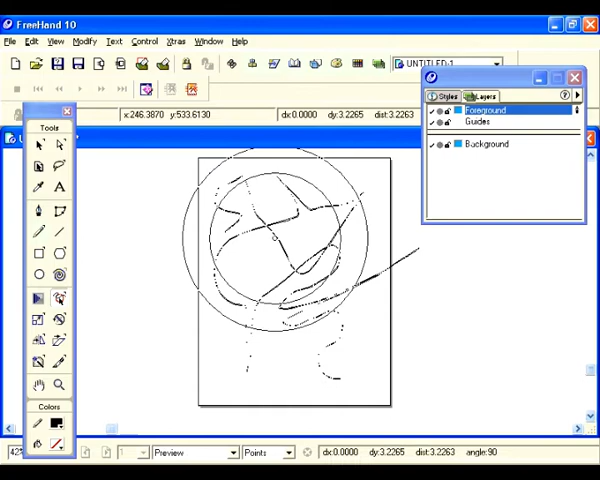 FreeHand 10
File Edit View Modify Text Control Xtras Window Help
UNTITLED-1
x:246.3870 y:533.6130 dx:0.0000 dy:3.2265 dist:3.2263
Tools
Styles Layers
Foreground
Guides
Background
Colors
42% 1 Preview Points dx:0.0000 dy:3.2265 dist:3.2263 angle:90